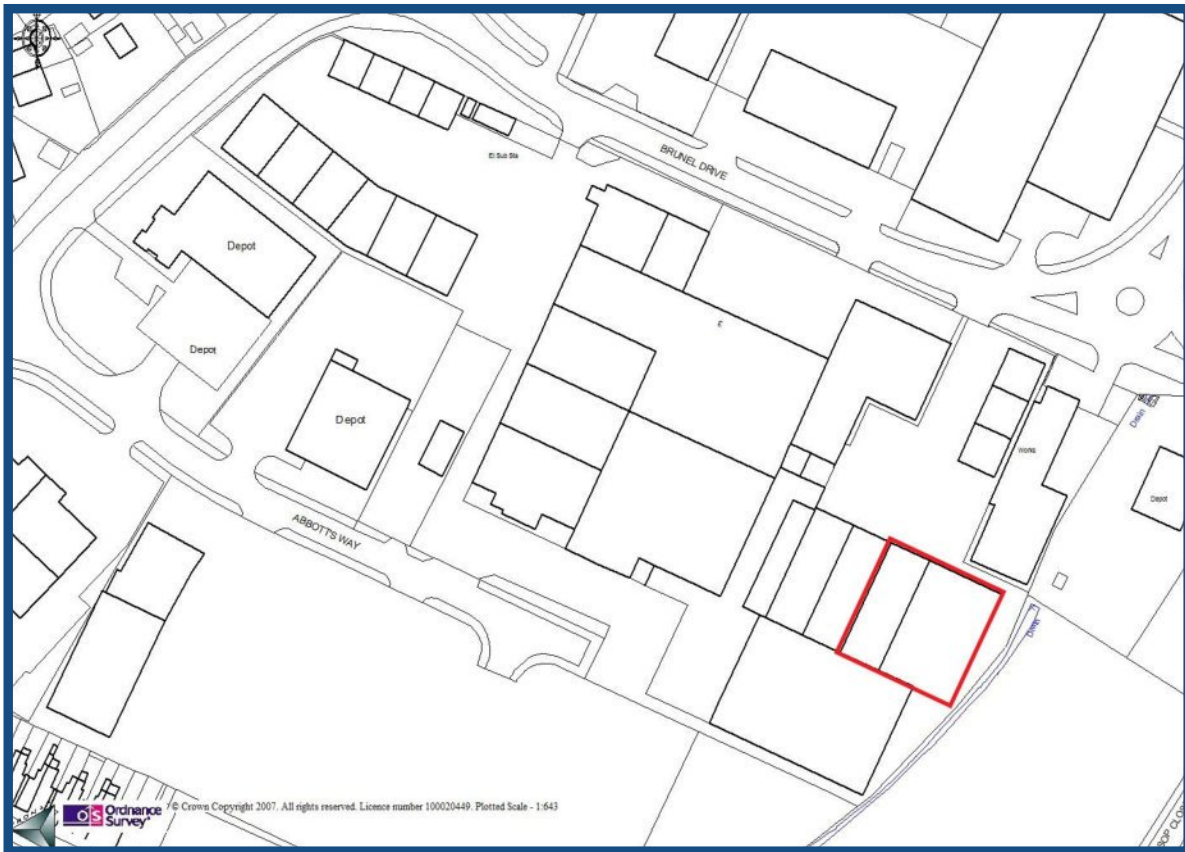 El Sub Sta
BRUNEL DRIVE
Depot
E
Depot
Depot
Drain
Works
Depot
ABBOTT'S WAY
Drain
OS Ordnance Survey
© Crown Copyright 2007. All rights reserved. Licence number 100020449. Plotted Scale - 1:643